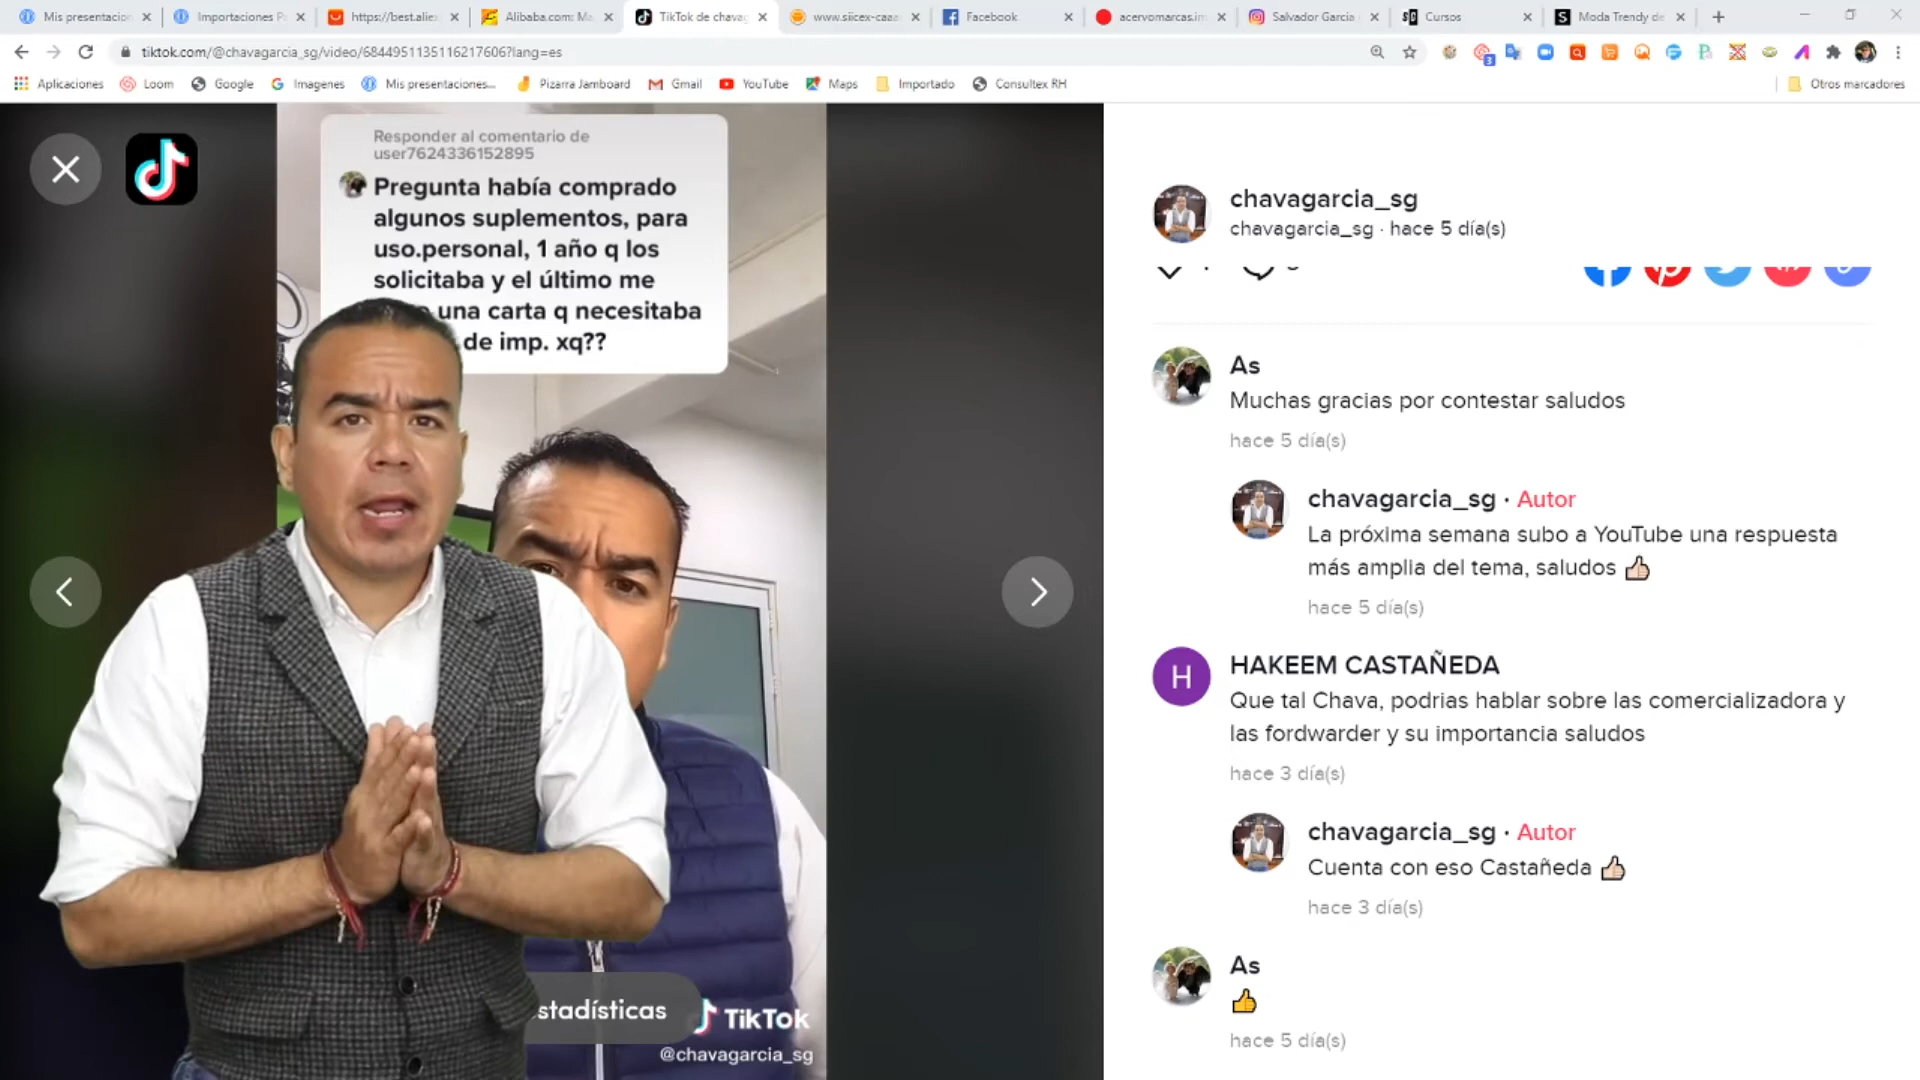 Mis presentacion
Importaciones P
https://best.aliex
Alibaba.com: Ma
TikTok de chava
www.siicex-caaa
Facebook
acervomarcas.im
Salvador Garcia
Cursos
Moda Trendy de
tiktok.com/@chavagarcia_sg/video/6844951135116217606?lang=es
3
Aplicaciones
Loom
Google
Imagenes
Mis presentaciones...
Pizarra Jamboard
Gmail
YouTube
Maps
Importado
Consultex RH
Otros marcadores
Responder al comentario de
user7624336152895
Pregunta había comprado
algunos suplementos, para
uso.personal, 1 año q los
solicitaba y el último me
una carta q necesitaba
de imp. xq??
stadísticas
TikTok
@chavagarcia_sg
chavagarcia_sg
chavagarcia_sg · hace 5 día(s)
As
Muchas gracias por contestar saludos
hace 5 día(s)
chavagarcia_sg · Autor
La próxima semana subo a YouTube una respuesta
más amplia del tema, saludos 👍🏻
hace 5 día(s)
H
HAKEEM CASTAÑEDA
Que tal Chava, podrias hablar sobre las comercializadora y
las fordwarder y su importancia saludos
hace 3 día(s)
chavagarcia_sg · Autor
Cuenta con eso Castañeda 👍🏻
hace 3 día(s)
As
👍
hace 5 día(s)